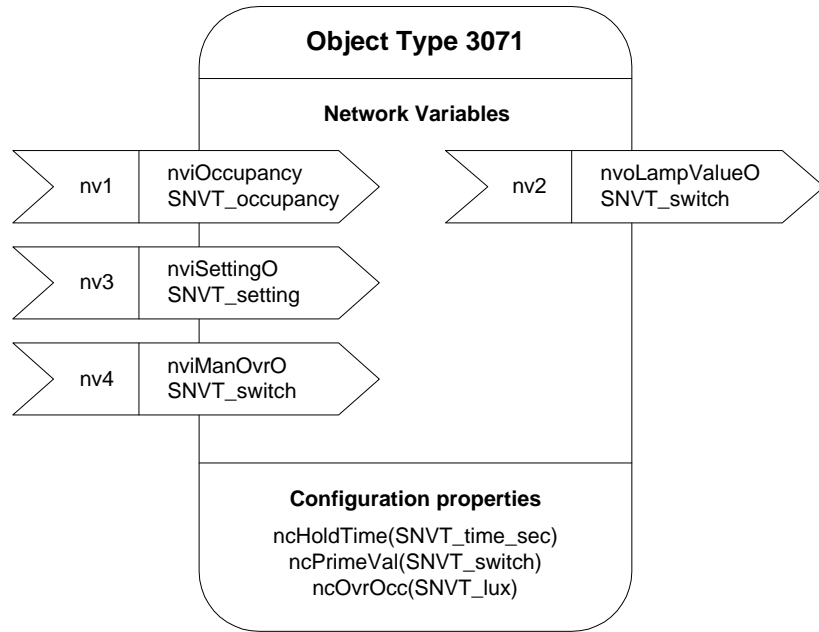 Object Type 3071
Network Variables
nv1
nviOccupancy
SNVT_occupancy
nv2
nvoLampValueO
SNVT_switch
nv3
nviSettingO
SNVT_setting
nv4
nviManOvrO
SNVT_switch
Configuration properties
ncHoldTime(SNVT_time_sec)
ncPrimeVal(SNVT_switch)
ncOvrOcc(SNVT_lux)